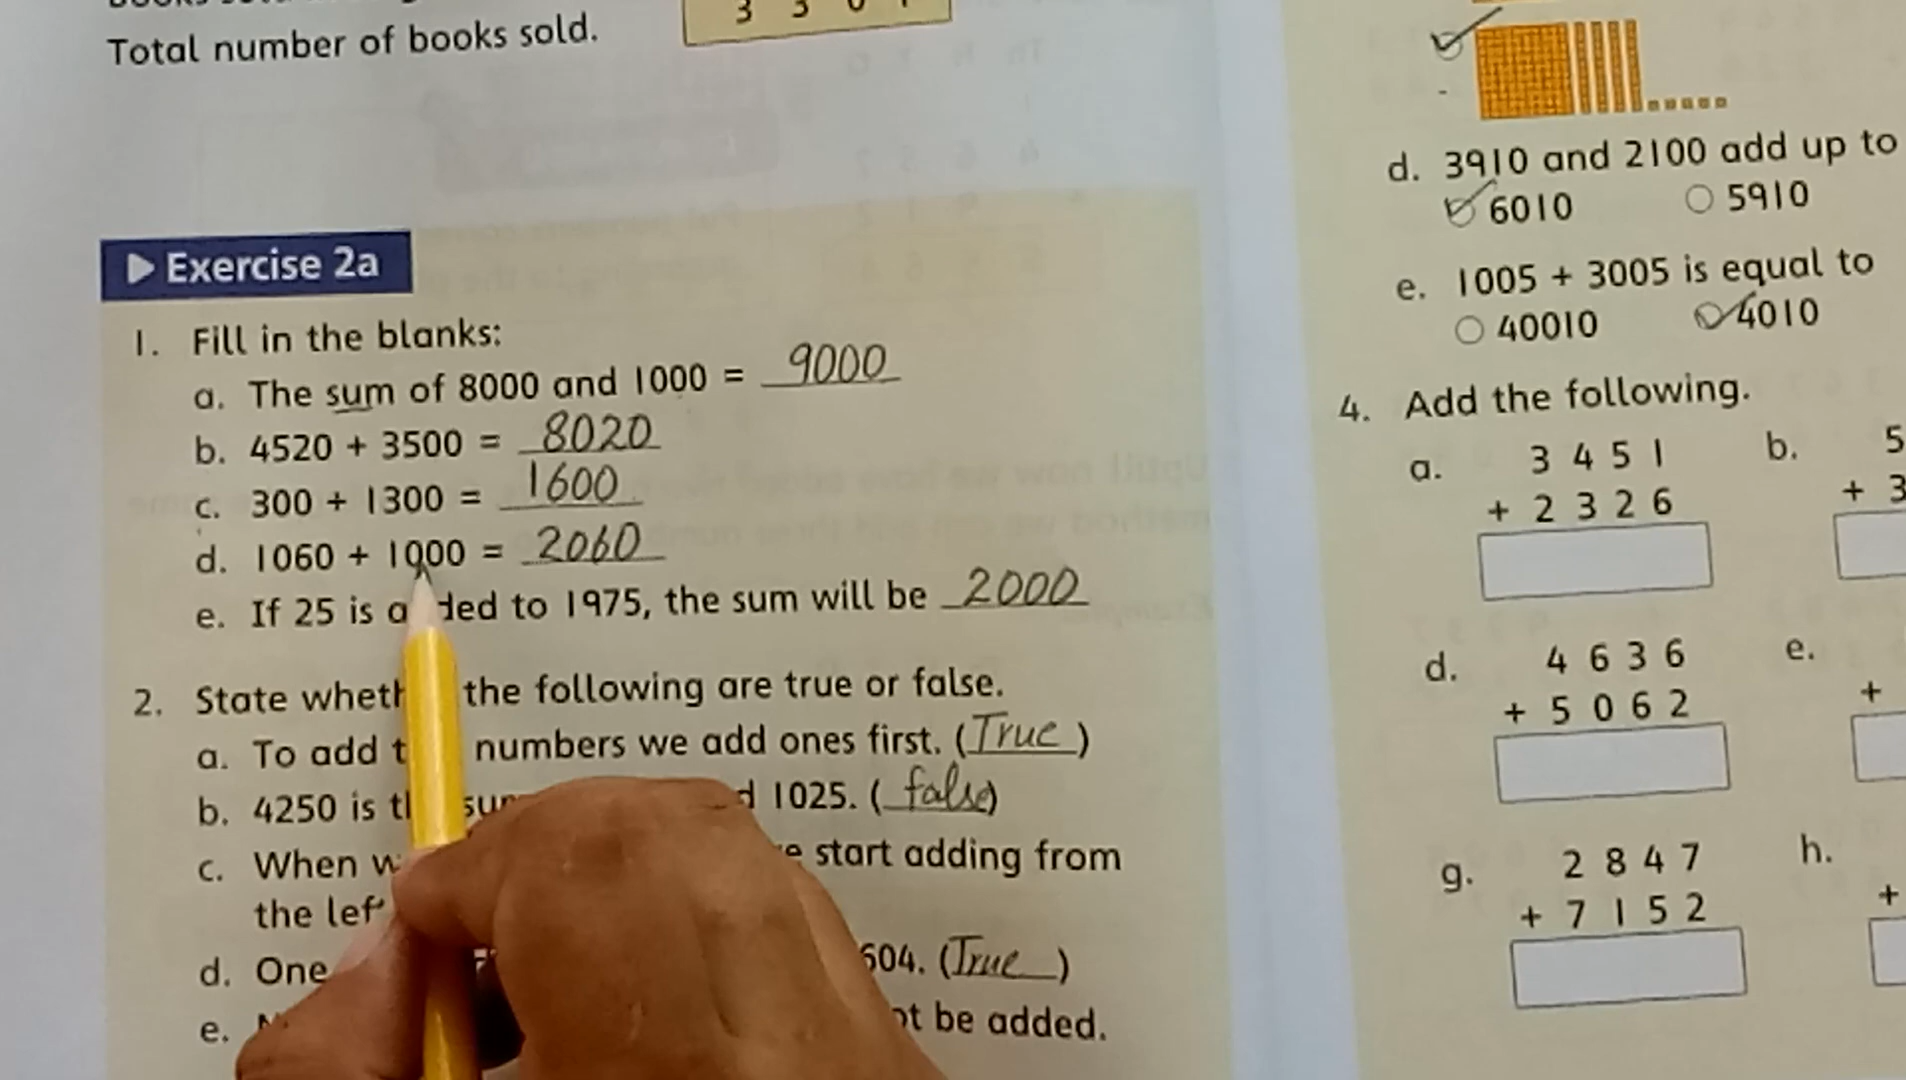 Total number of books sold.
3 3
▶ Exercise 2a
1. Fill in the blanks:
a. The sum of 8000 and 1000 = 9000
b. 4520 + 3500 = 8020
c. 300 + 1300 = 1600
d. 1060 + 1000 = 2060
e. If 25 is added to 1975, the sum will be 2000
2. State whether the following are true or false.
a. To add numbers we add ones first. (True)
b. 4250 is 1025. (false)
c. When start adding from
the
d. One 604. (True)
e. be added.
d. 3910 and 2100 add up to
6010 5910
e. 1005 + 3005 is equal to
40010 4010
4. Add the following.
a. 3 4 5 1
+ 2 3 2 6
b. 5
+ 3
d. 4 6 3 6
+ 5 0 6 2
e.
+
g. 2 8 4 7
+ 7 1 5 2
h.
+